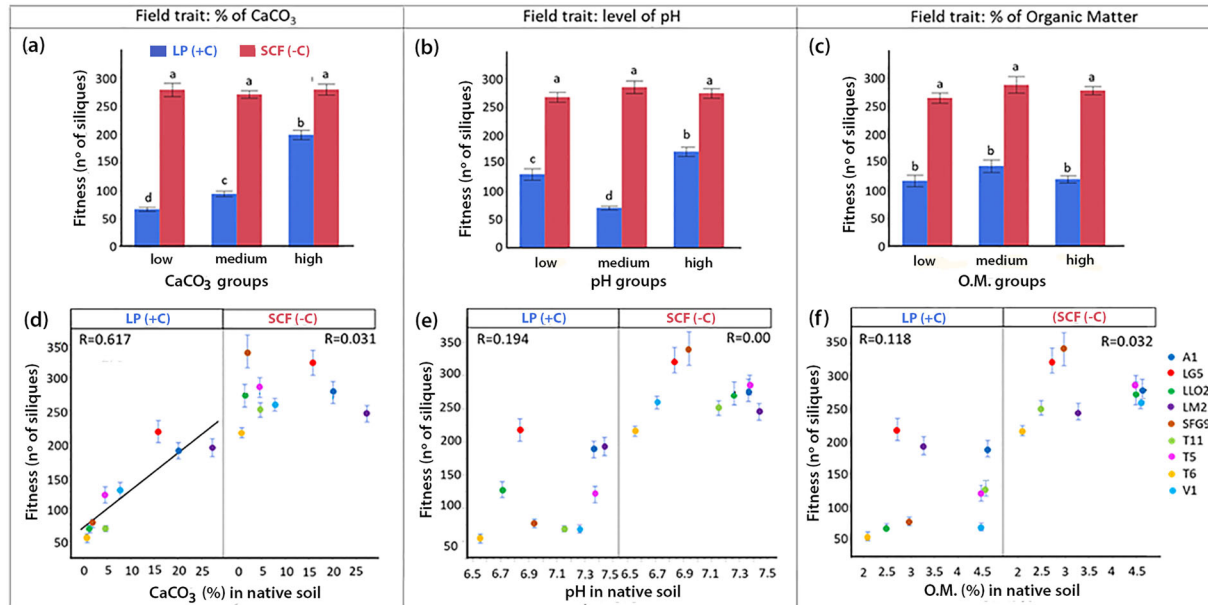 Field trait: % of CaCO₃
Field trait: level of pH
Field trait: % of Organic Matter
(a)
LP (+C)
SCF (-C)
Fitness (n° of siliques)
300
250
200
150
100
50
0
a
a
a
d
c
b
low
medium
high
CaCO₃ groups
(b)
Fitness (n° of siliques)
300
250
200
150
100
50
0
a
a
a
c
d
b
low
medium
high
pH groups
(c)
Fitness (n° of siliques)
300
250
200
150
100
50
0
a
a
a
b
b
b
low
medium
high
O.M. groups
(d)
LP (+C)
SCF (-C)
R=0.617
R=0.031
Fitness (n° of siliques)
350
300
250
200
150
100
50
0 5 10 15 20 25 0 5 10 15 20 25
CaCO₃ (%) in native soil
(e)
LP (+C)
SCF (-C)
R=0.194
R=0.00
Fitness (n° of siliques)
350
300
250
200
150
100
50
6.5 6.7 6.9 7.1 7.3 7.5 6.5 6.7 6.9 7.1 7.3 7.5
pH in native soil
(f)
LP (+C)
(SCF (-C)
R=0.118
R=0.032
Fitness (n° of siliques)
350
300
250
200
150
100
50
2 2.5 3 3.5 4 4.5 2 2.5 3 3.5 4 4.5
O.M. (%) in native soil
A1
LG5
LLO2
LM2
SFG9
T11
T5
T6
V1